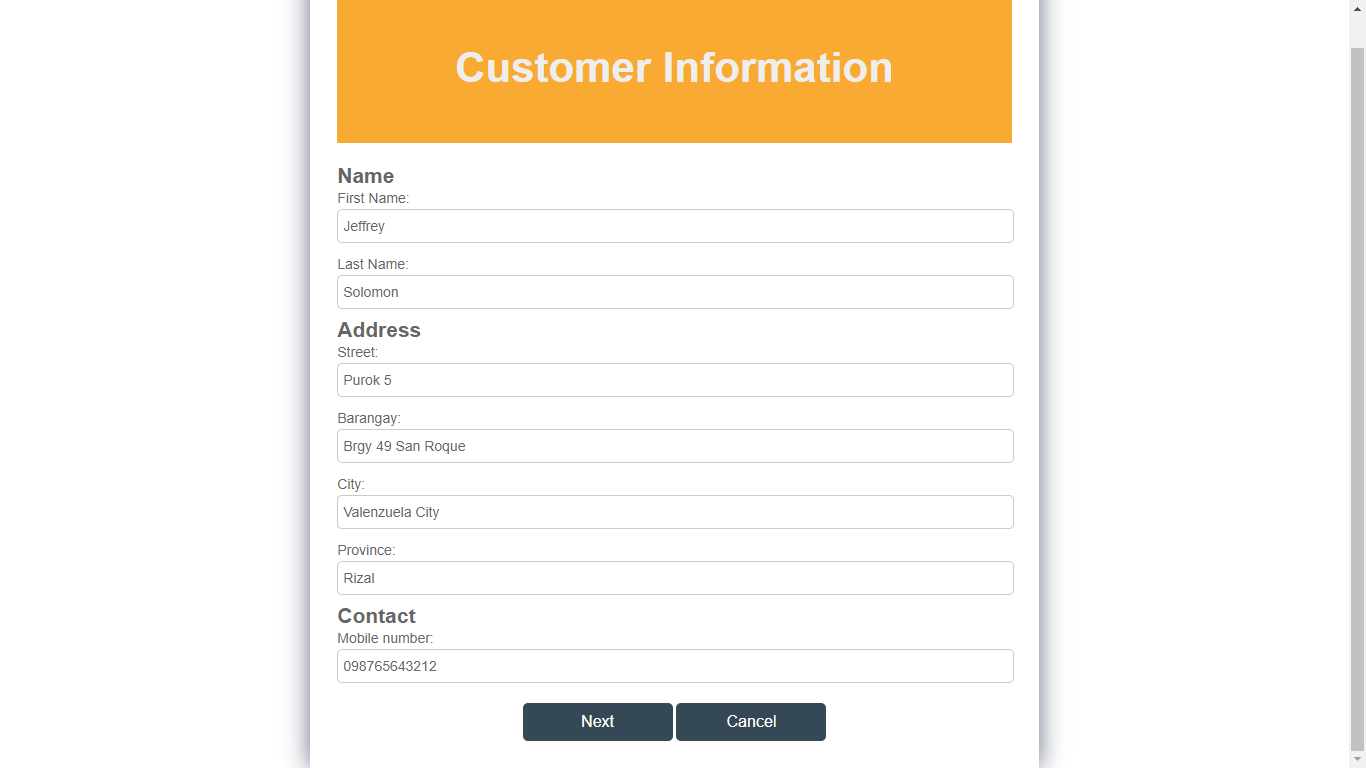 Customer Information
Name
First Name:
Jeffrey
Last Name:
Solomon
Address
Street:
Purok 5
Barangay:
Brgy 49 San Roque
City:
Valenzuela City
Province:
Rizal
Contact
Mobile number:
098765643212
Next Cancel